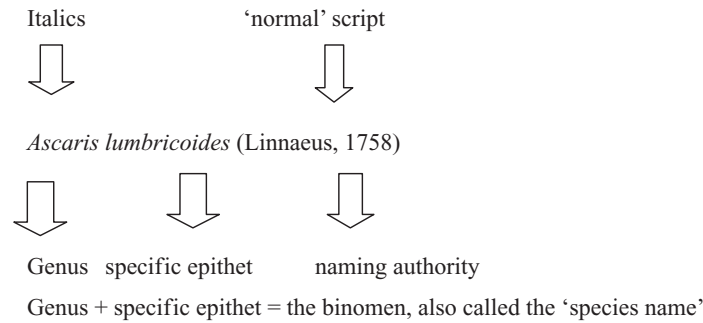 Italics ‘normal’ script
Ascaris lumbricoides (Linnaeus, 1758)
Genus specific epithet naming authority
Genus + specific epithet = the binomen, also called the ‘species name’